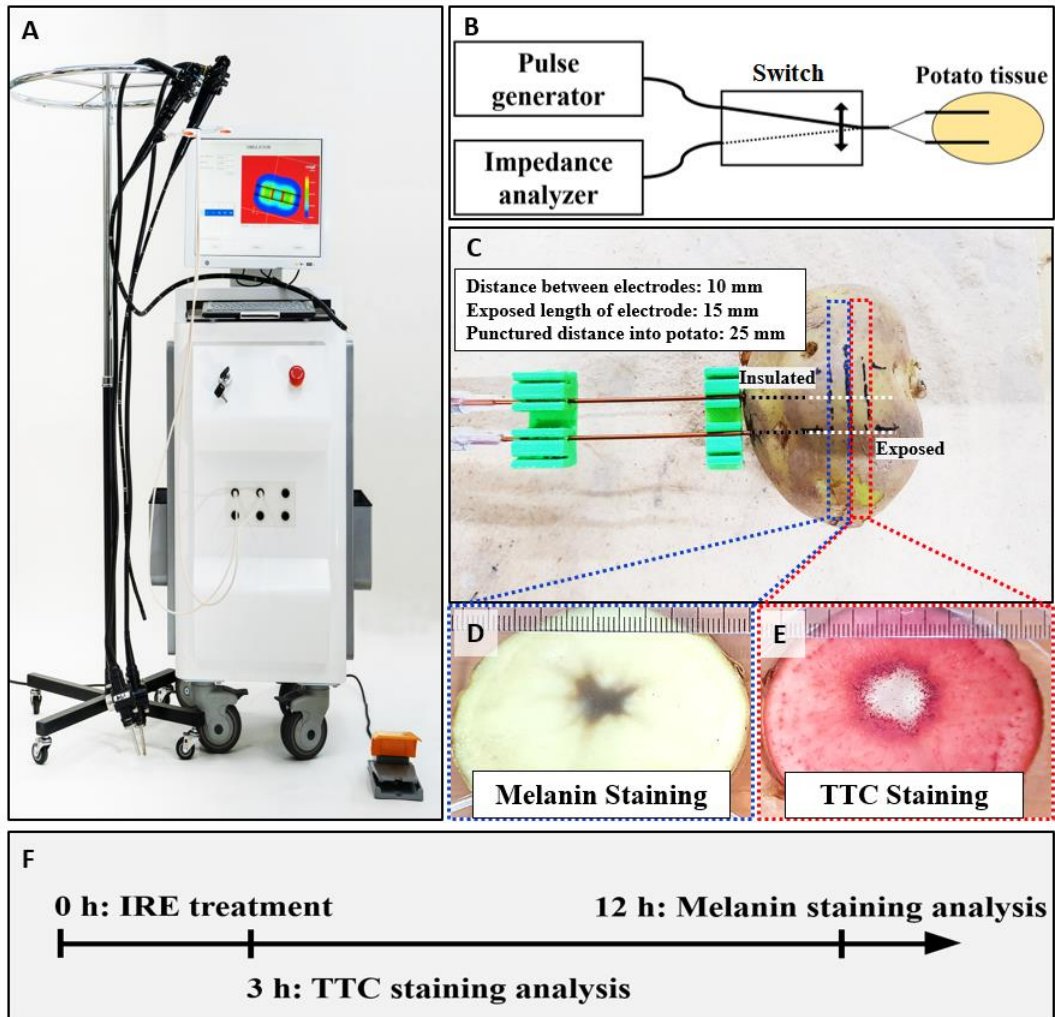 A
B
Pulse
generator
Switch
Potato tissue
Impedance
analyzer
C
Distance between electrodes: 10 mm
Exposed length of electrode: 15 mm
Punctured distance into potato: 25 mm
Insulated
Exposed
D
Melanin Staining
E
TTC Staining
F
0 h: IRE treatment
12 h: Melanin staining analysis
3 h: TTC staining analysis